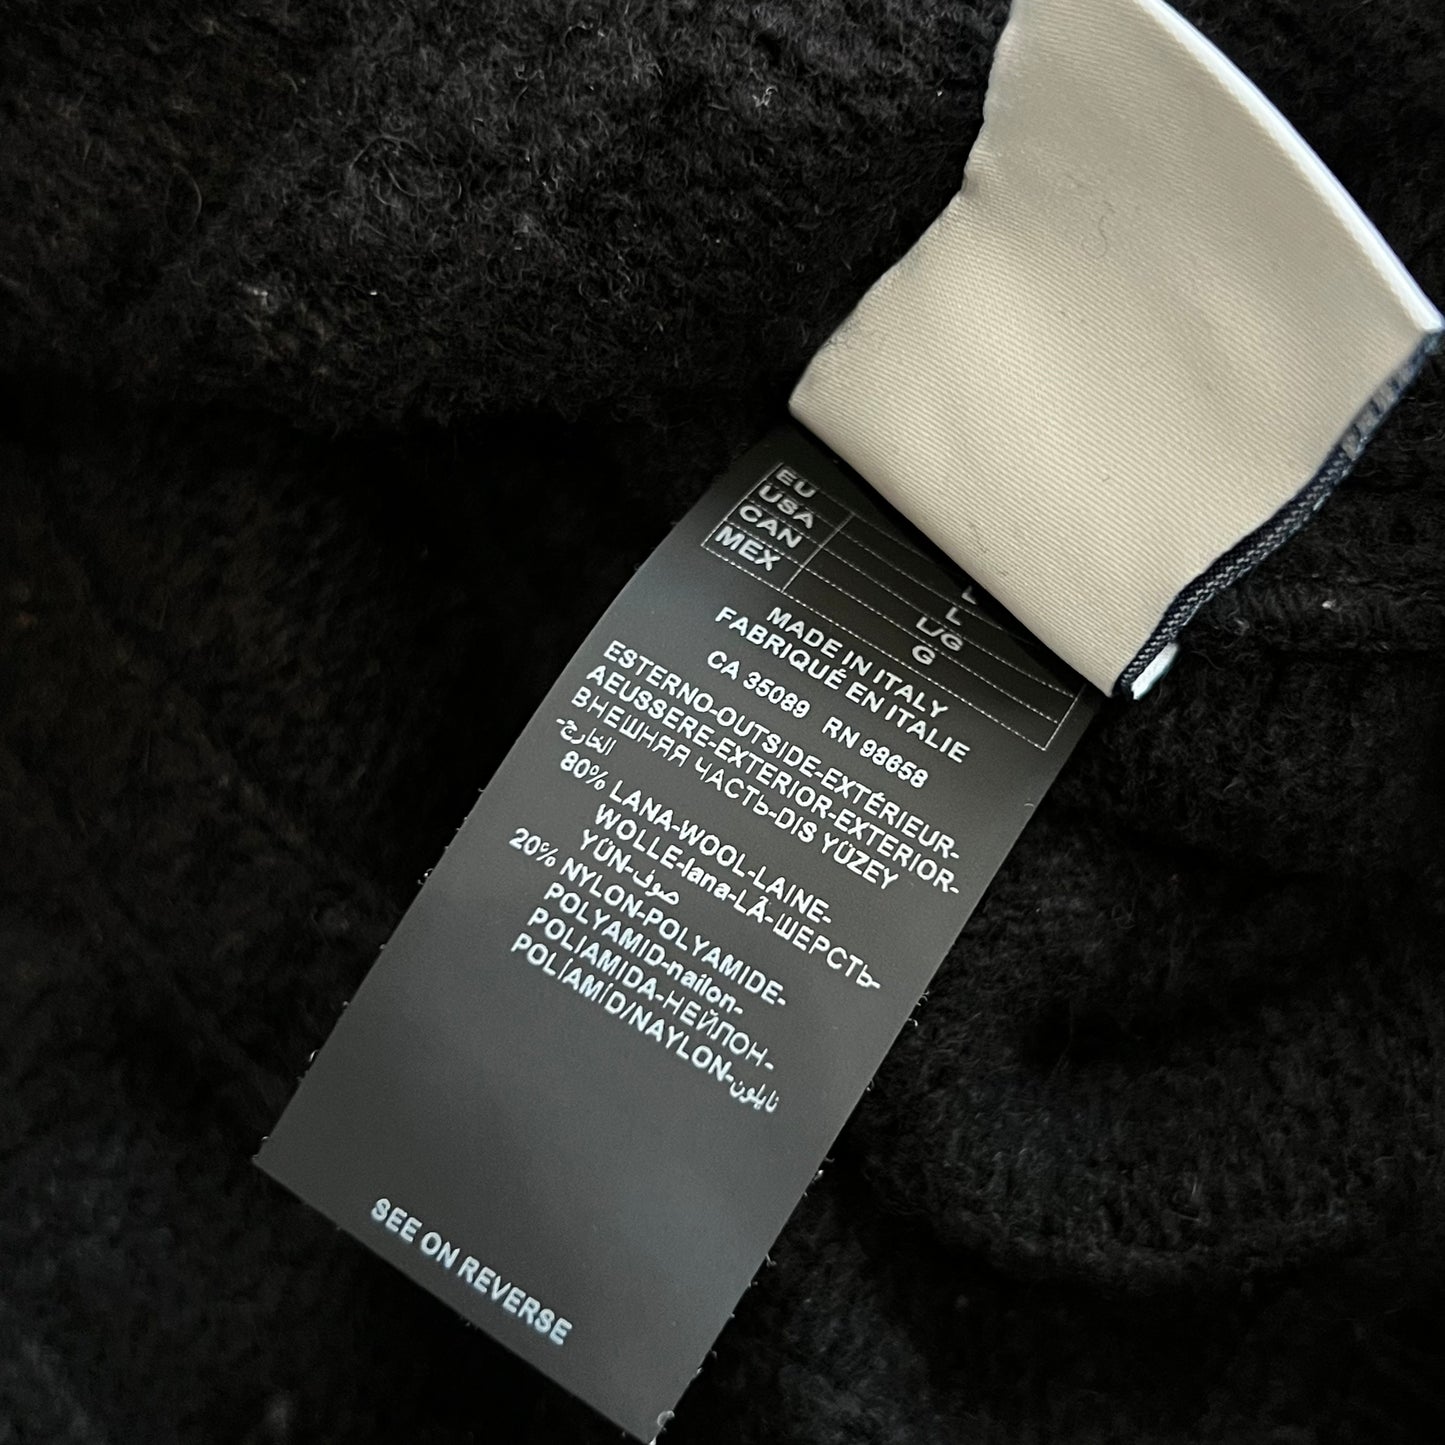 EU L
USA L
CAN L/G
MEX G
MADE IN ITALY
FABRIQUÉ EN ITALIE
CA 35089 RN 98658
ESTERNO-OUTSIDE-EXTÉRIEUR-
AEUSSERE-EXTERIOR-EXTERIOR-
ВНЕШНЯЯ ЧАСТЬ-DIS YÜZEY
-الخارج
80% LANA-WOOL-LAINE-
WOLLE-lana-LÃ-ШЕРСТЬ-
YÜN-صوف
20% NYLON-POLYAMIDE-
POLYAMID-nailon-
POLIAMIDA-НЕЙЛОН-
POLÍAMÍD/NAYLON-نايلون
SEE ON REVERSE